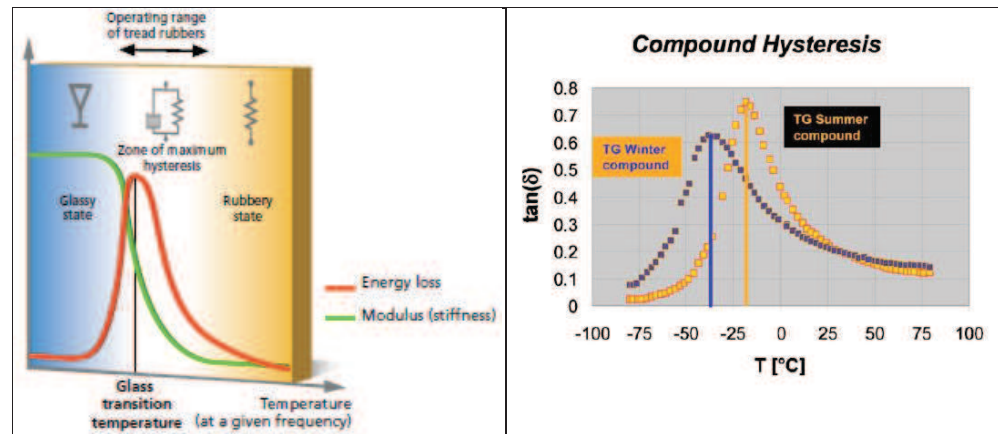 Operating range
of tread rubbers
Zone of maximum
hysteresis
Glassy
state
Rubbery
state
Energy loss
Modulus (stiffness)
Glass
transition
temperature
Temperature
(at a given frequency)
Compound Hysteresis
0.8
0.7
0.6
0.5
0.4
0.3
0.2
0.1
0
tan(δ)
TG Winter
compound
TG Summer
compound
-100 -75 -50 -25 0 25 50 75 100
T [°C]